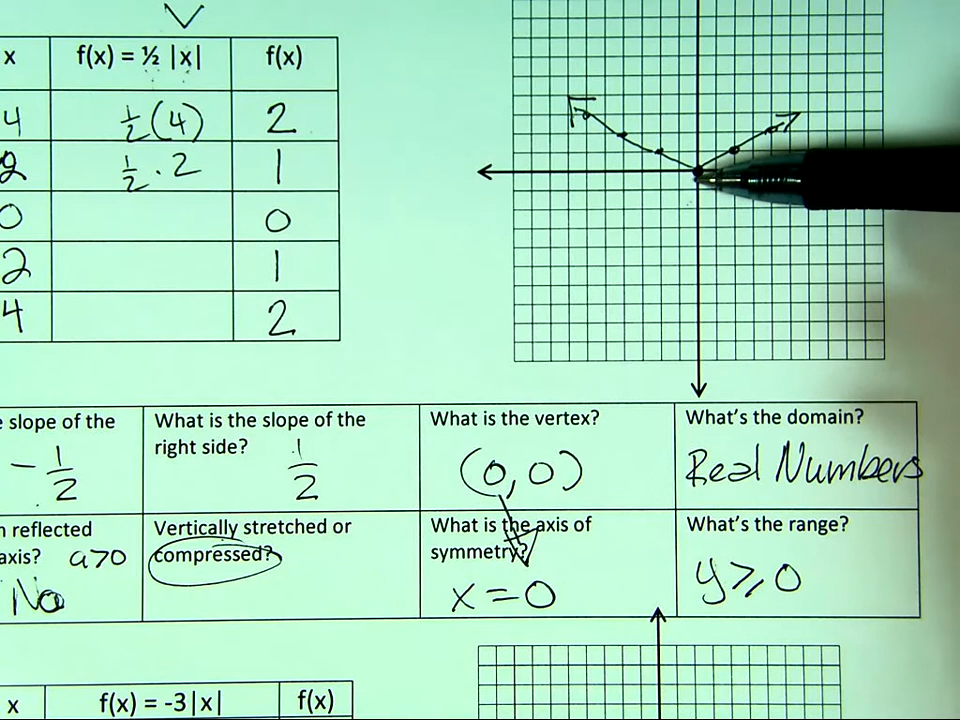 x f(x) = ½ |x| f(x)
4 1/2 (4) 2
2 1/2 · 2 1
0 0
2 1
4 2
slope of the
- 1/2
What is the slope of the
right side?
1/2
What is the vertex?
(0,0)
What's the domain?
Real Numbers
reflected
axis? a>0
No
Vertically stretched or
compressed?
What is the axis of
symmetry?
x = 0
What's the range?
y ⩾ 0
x f(x) = -3|x| f(x)